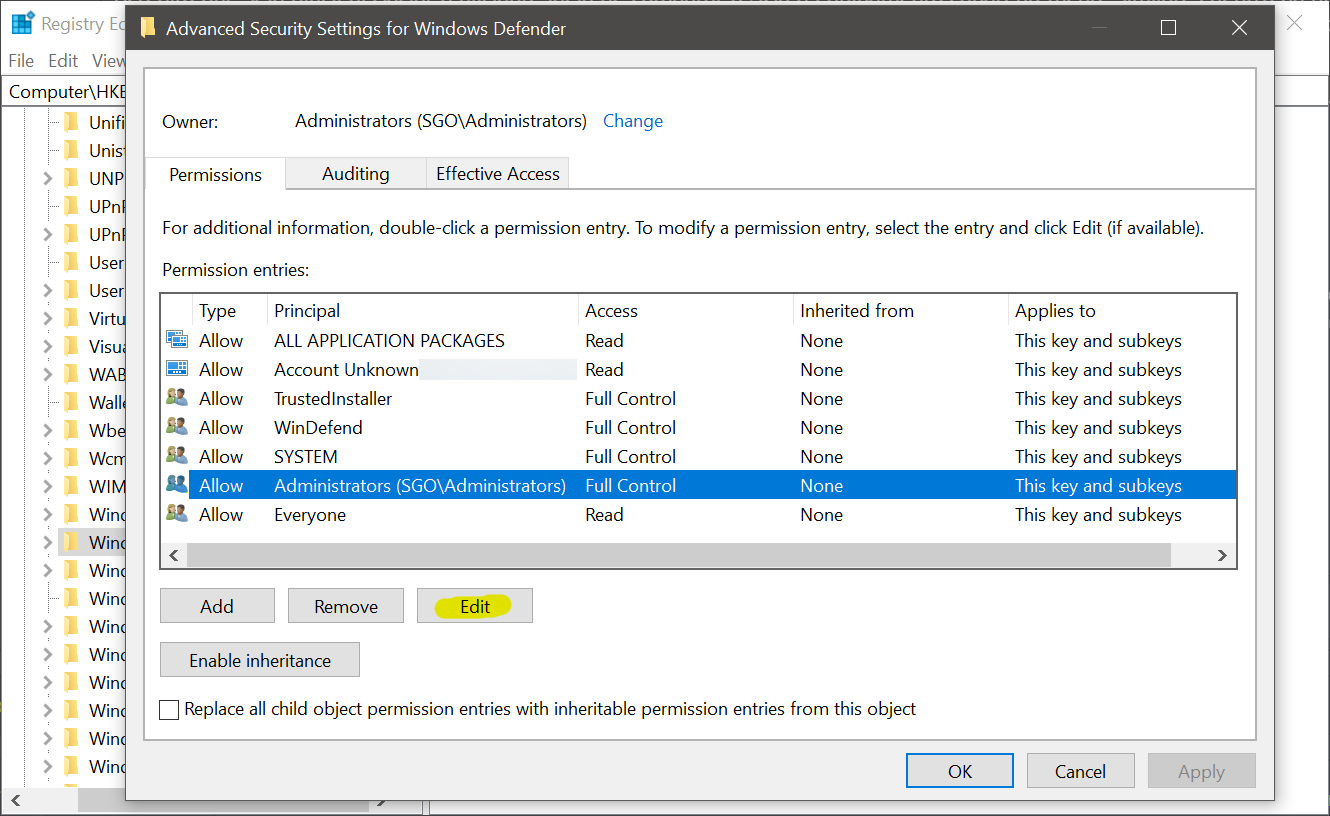 Registry Ed
Advanced Security Settings for Windows Defender
File Edit View
Computer\HKE
Unifi
Unist
UNP
UPnP
UPnP
User
User
Virtu
Visua
WAB
Walle
Wbe
Wcm
WIM
Wind
Wind
Wind
Wind
Wind
Wind
Wind
Wind
Wind
Wind
Owner: Administrators (SGO\Administrators) Change
Permissions Auditing Effective Access
For additional information, double-click a permission entry. To modify a permission entry, select the entry and click Edit (if available).
Permission entries:
Type Principal Access Inherited from Applies to
Allow ALL APPLICATION PACKAGES Read None This key and subkeys
Allow Account Unknown Read None This key and subkeys
Allow TrustedInstaller Full Control None This key and subkeys
Allow WinDefend Full Control None This key and subkeys
Allow SYSTEM Full Control None This key and subkeys
Allow Administrators (SGO\Administrators) Full Control None This key and subkeys
Allow Everyone Read None This key and subkeys
Add Remove Edit
Enable inheritance
Replace all child object permission entries with inheritable permission entries from this object
OK Cancel Apply